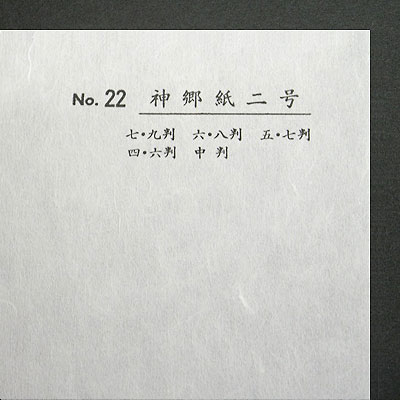 No. 22 神郷紙二号
七・九判 六・八判 五・七判
四・六判 中判